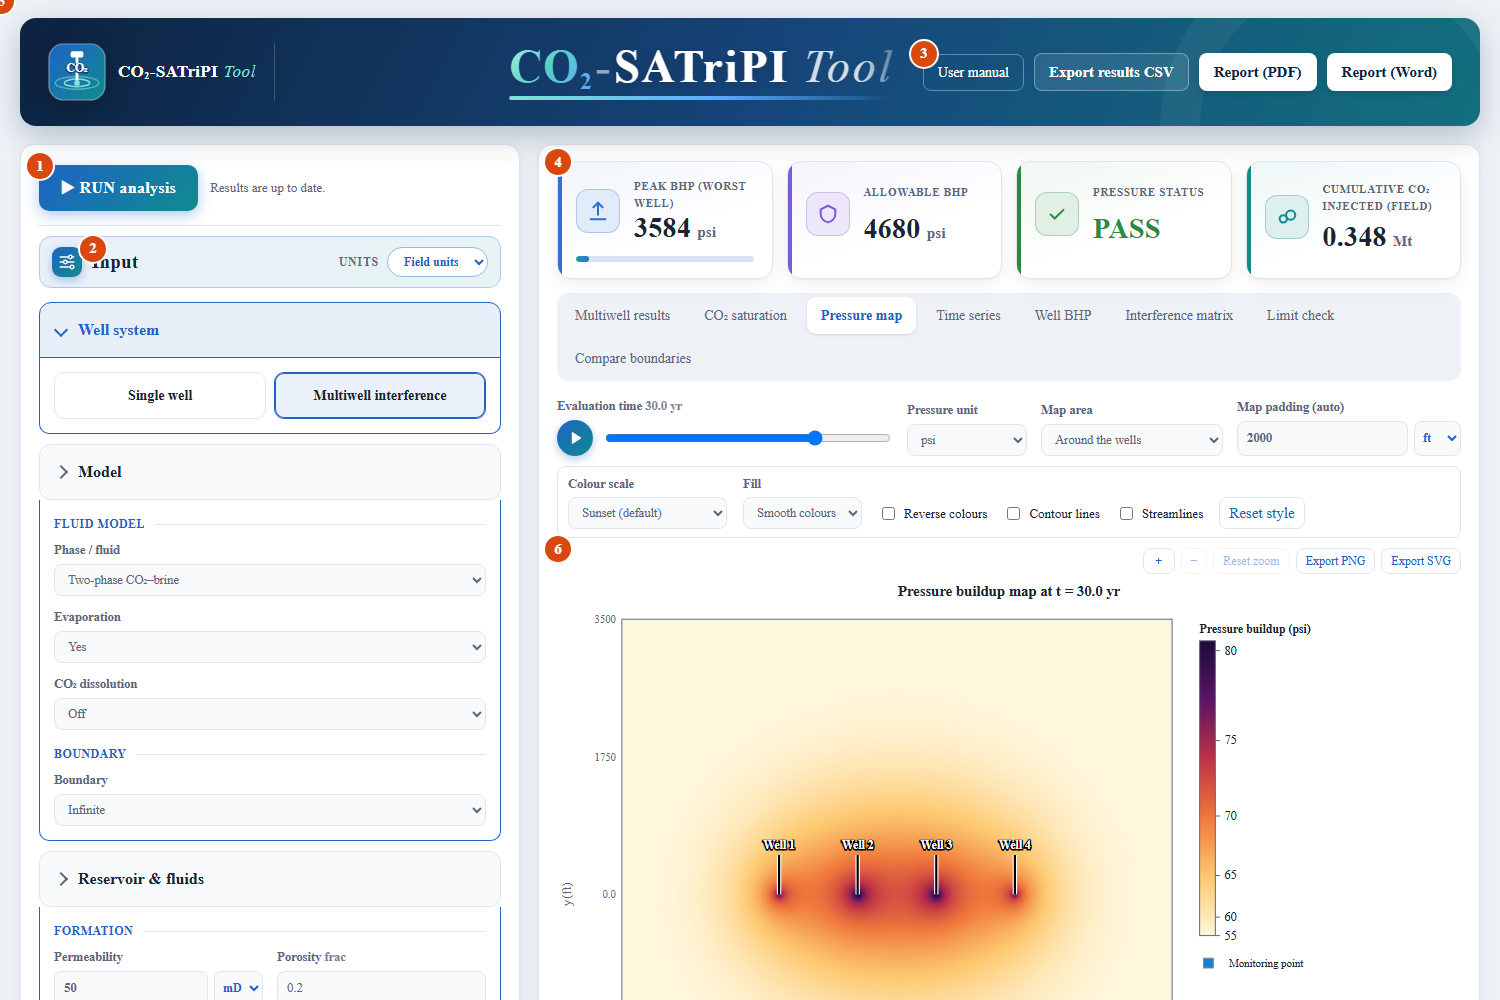 CO₂
CO₂-SATriPI Tool
CO₂-SATriPI Tool
3
User manual
Export results CSV
Report (PDF)
Report (Word)
1
▶ RUN analysis
Results are up to date.
2
Input
UNITS
Field units
Well system
Single well
Multiwell interference
Model
FLUID MODEL
Phase / fluid
Two-phase CO₂–brine
Evaporation
Yes
CO₂ dissolution
Off
BOUNDARY
Boundary
Infinite
Reservoir & fluids
FORMATION
Permeability
Porosity frac
50
mD
0.2
4
PEAK BHP (WORST
WELL)
3584 psi
ALLOWABLE BHP
4680 psi
PRESSURE STATUS
PASS
CUMULATIVE CO₂
INJECTED (FIELD)
0.348 Mt
Multiwell results
CO₂ saturation
Pressure map
Time series
Well BHP
Interference matrix
Limit check
Compare boundaries
Evaluation time 30.0 yr
Pressure unit
psi
Map area
Around the wells
Map padding (auto)
2000
ft
Colour scale
Sunset (default)
Fill
Smooth colours
Reverse colours
Contour lines
Streamlines
Reset style
6
+
−
Reset zoom
Export PNG
Export SVG
Pressure buildup map at t = 30.0 yr
3500
1750
0.0
y (ft)
Well 1
Well 2
Well 3
Well 4
Pressure buildup (psi)
80
75
70
65
60
55
Monitoring point